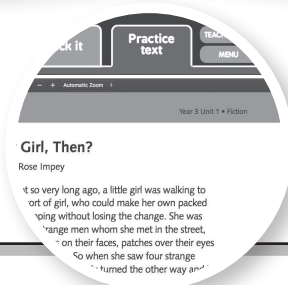 ck it
Practice
text
TEAC
MENU
− + Automatic Zoom
Year 3 Unit 1 • Fiction
Girl, Then?
Rose Impey
so very long ago, a little girl was walking to
of girl, who could make her own packed
without losing the change. She was
men whom she met in the street,
on their faces, patches over their eyes
So when she saw four strange
turned the other way and